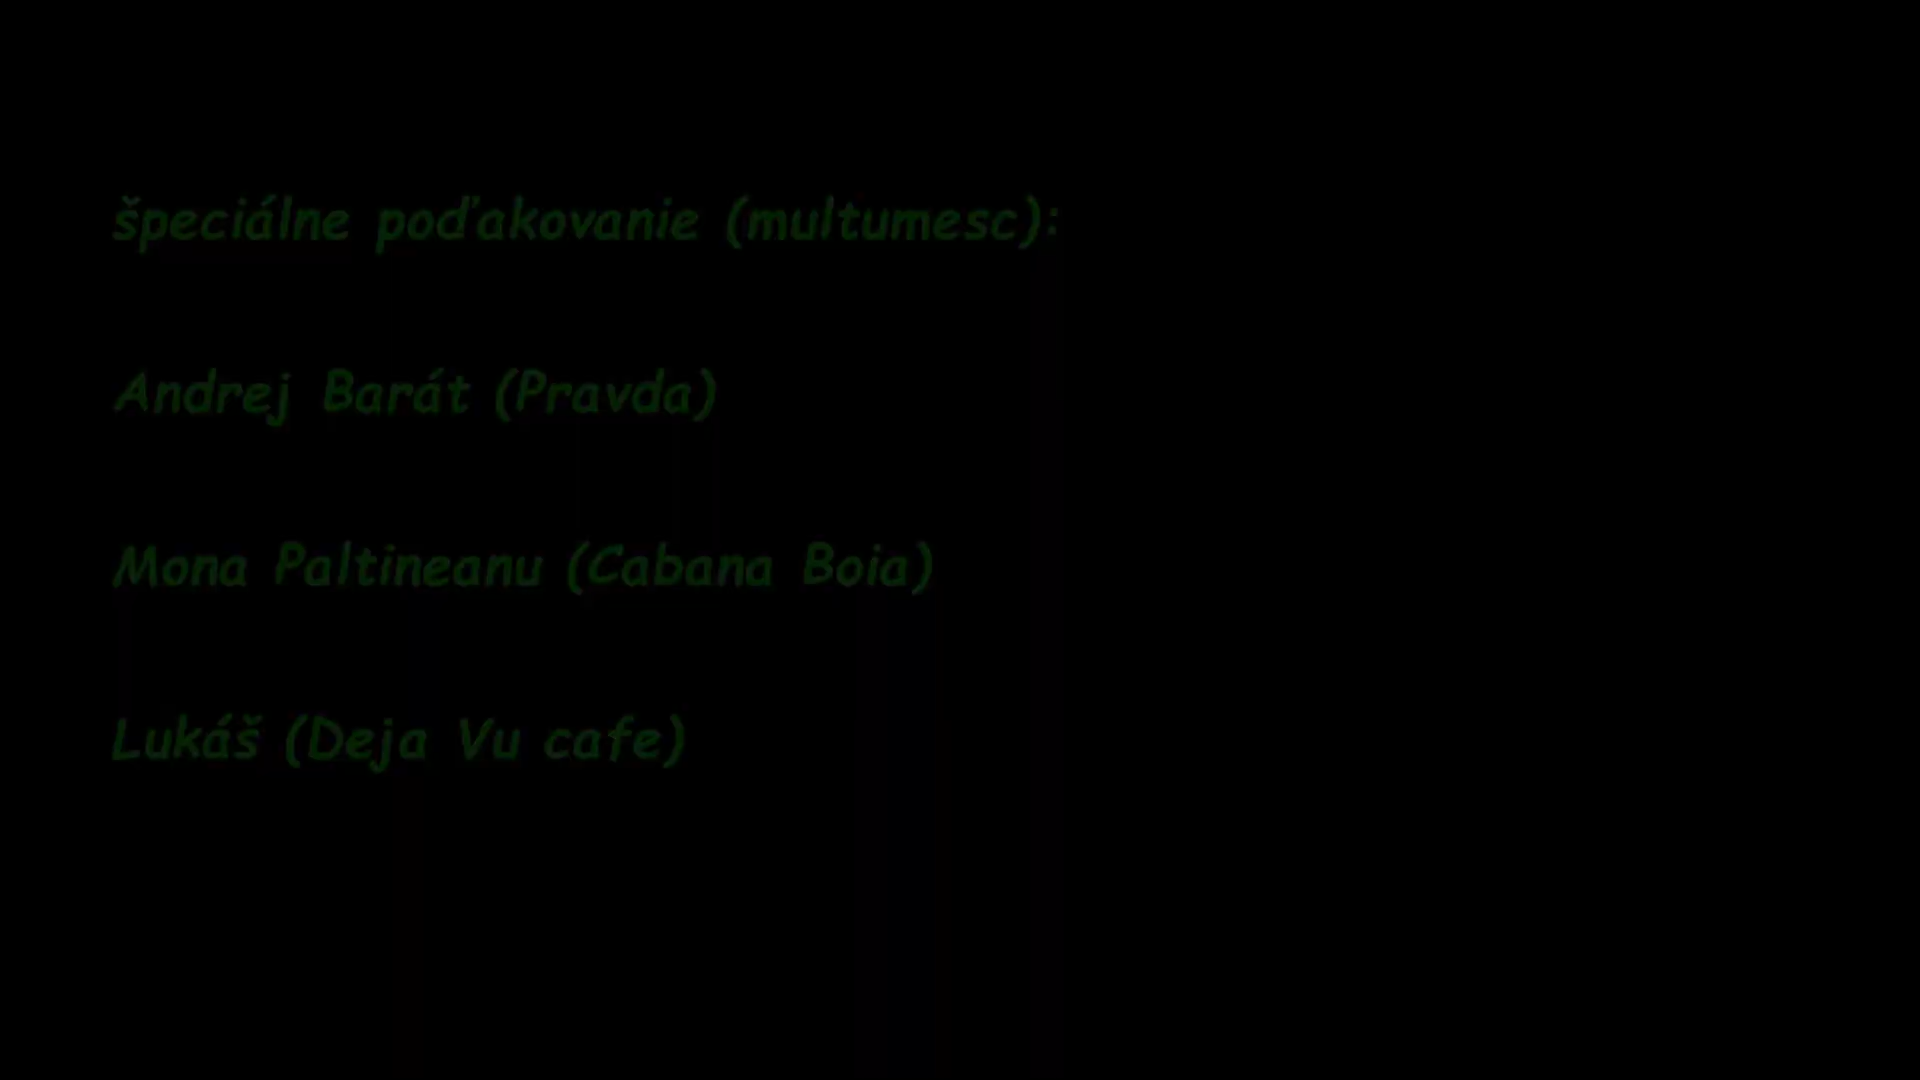 špeciálne poďakovanie (multumesc):
Andrej Barát (Pravda)
Mona Paltineanu (Cabana Boia)
Lukáš (Deja Vu cafe)